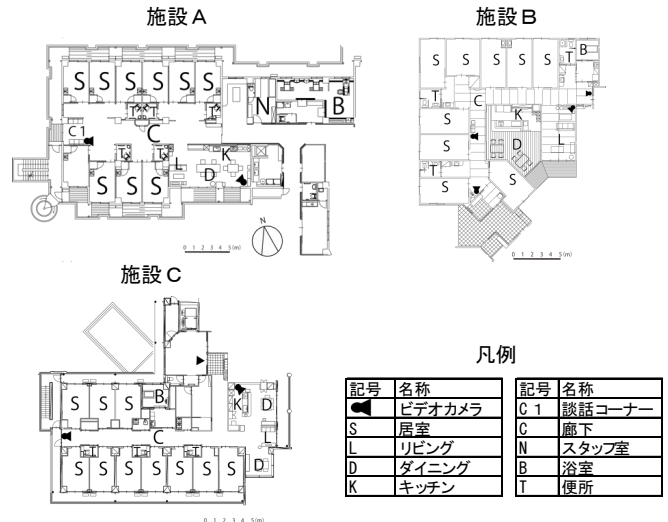 施設A
S S S S S S
T T T
N B
C1 C
T T T L K
D
S S S
N
0 1 2 3 4 5(m)
施設B
S S S S S T B
T C
S K
D L
S
T
S S
0 1 2 3 4 5(m)
施設C
S S S B K D
C L
T T T D
S S S S S S S
0 1 2 3 4 5(m)
凡例
記号 名称
ビデオカメラ
S 居室
L リビング
D ダイニング
K キッチン
記号 名称
C1 談話コーナー
C 廊下
N スタッフ室
B 浴室
T 便所